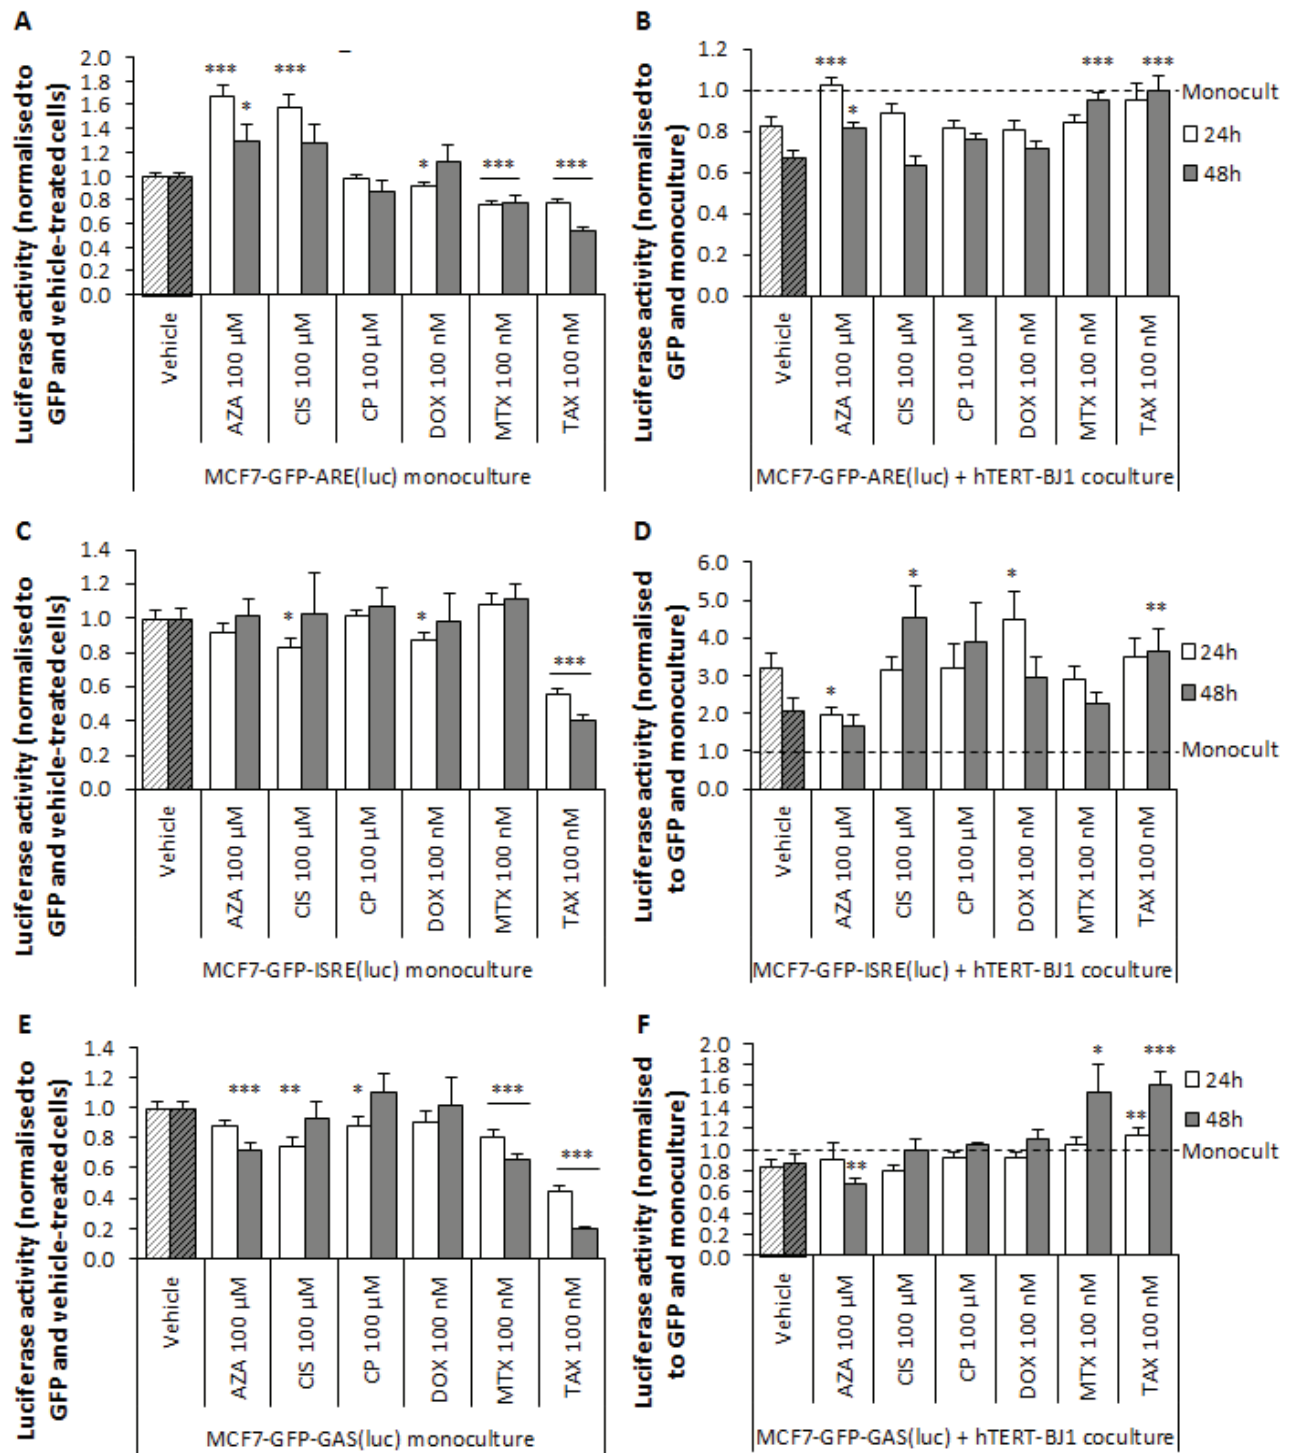 A
Luciferase activity (normalised to
GFP and vehicle-treated cells)
2.0
1.8
1.6
1.4
1.2
1.0
0.8
0.6
0.4
0.2
0.0
*** * *** * *** ***
Vehicle
AZA 100 µM
CIS 100 µM
CP 100 µM
DOX 100 nM
MTX 100 nM
TAX 100 nM
MCF7-GFP-ARE(luc) monoculture
B
Luciferase activity (normalised to
GFP and monoculture)
1.2
1.0
0.8
0.6
0.4
0.2
0.0
*** * *** ***
Monocult
24h
48h
Vehicle
AZA 100 µM
CIS 100 µM
CP 100 µM
DOX 100 nM
MTX 100 nM
TAX 100 nM
MCF7-GFP-ARE(luc) + hTERT-BJ1 coculture
C
Luciferase activity (normalised to
GFP and vehicle-treated cells)
1.4
1.2
1.0
0.8
0.6
0.4
0.2
0.0
* * ***
Vehicle
AZA 100 µM
CIS 100 µM
CP 100 µM
DOX 100 nM
MTX 100 nM
TAX 100 nM
MCF7-GFP-ISRE(luc) monoculture
D
Luciferase activity (normalised
to GFP and monoculture)
6.0
5.0
4.0
3.0
2.0
1.0
0.0
* * * **
24h
48h
Monocult
Vehicle
AZA 100 µM
CIS 100 µM
CP 100 µM
DOX 100 nM
MTX 100 nM
TAX 100 nM
MCF7-GFP-ISRE(luc) + hTERT-BJ1 coculture
E
Luciferase activity (normalised to
GFP and vehicle-treated cells)
1.4
1.2
1.0
0.8
0.6
0.4
0.2
0.0
*** ** * *** ***
Vehicle
AZA 100 µM
CIS 100 µM
CP 100 µM
DOX 100 nM
MTX 100 nM
TAX 100 nM
MCF7-GFP-GAS(luc) monoculture
F
Luciferase activity (normalised
to GFP and monoculture)
2.0
1.8
1.6
1.4
1.2
1.0
0.8
0.6
0.4
0.2
0.0
** * ** ***
24h
48h
Monocult
Vehicle
AZA 100 µM
CIS 100 µM
CP 100 µM
DOX 100 nM
MTX 100 nM
TAX 100 nM
MCF7-GFP-GAS(luc) + hTERT-BJ1 coculture